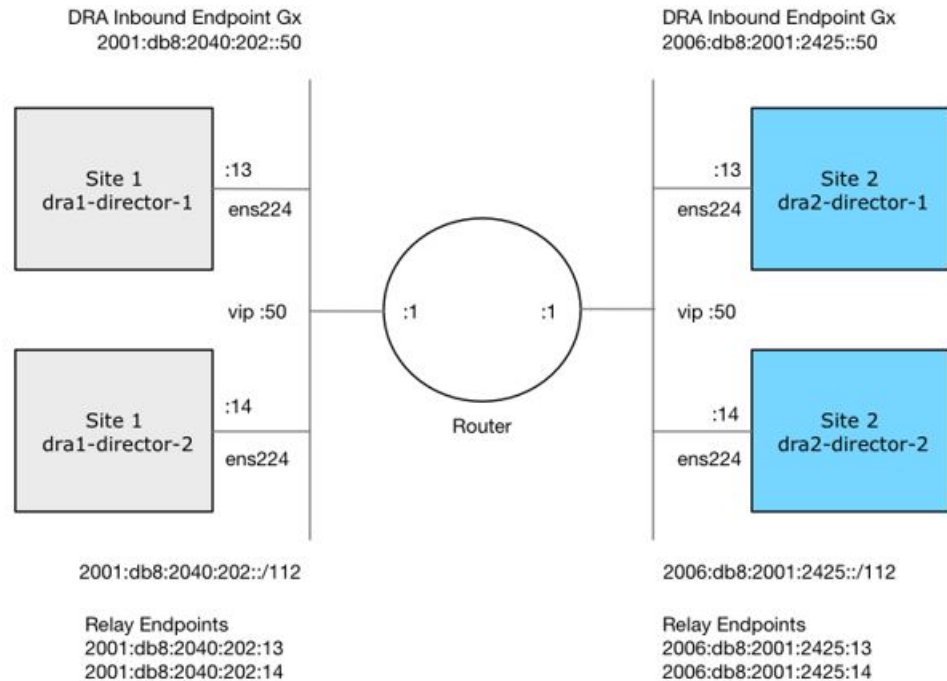 DRA Inbound Endpoint Gx
2001:db8:2040:202::50
DRA Inbound Endpoint Gx
2006:db8:2001:2425::50
Site 1
dra1-director-1
:13
ens224
:13
ens224
Site 2
dra2-director-1
vip :50
:1
:1
vip :50
Router
Site 1
dra1-director-2
:14
ens224
:14
ens224
Site 2
dra2-director-2
2001:db8:2040:202::/112
2006:db8:2001:2425::/112
Relay Endpoints
2001:db8:2040:202:13
2001:db8:2040:202:14
Relay Endpoints
2006:db8:2001:2425:13
2006:db8:2001:2425:14